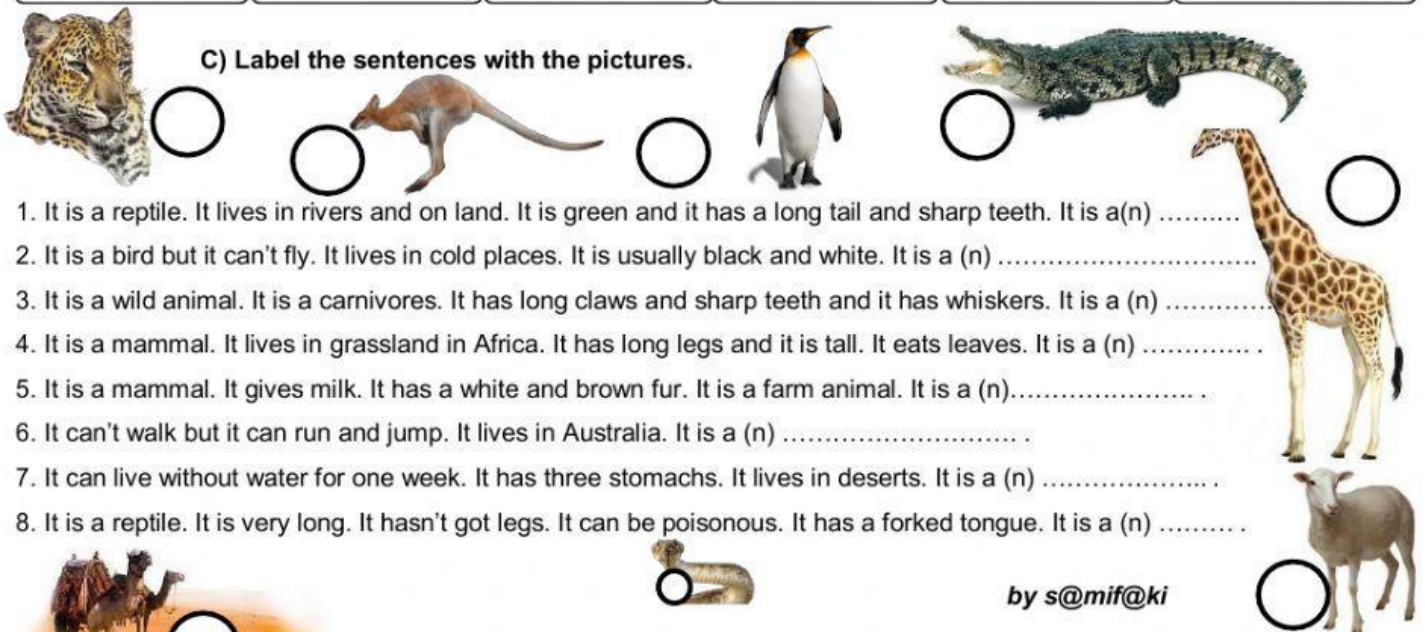 C) Label the sentences with the pictures.
1. It is a reptile. It lives in rivers and on land. It is green and it has a long tail and sharp teeth. It is a(n) ..........
2. It is a bird but it can't fly. It lives in cold places. It is usually black and white. It is a (n) ...............................
3. It is a wild animal. It is a carnivores. It has long claws and sharp teeth and it has whiskers. It is a (n) .............
4. It is a mammal. It lives in grassland in Africa. It has long legs and it is tall. It eats leaves. It is a (n) ............. .
5. It is a mammal. It gives milk. It has a white and brown fur. It is a farm animal. It is a (n)...................... .
6. It can't walk but it can run and jump. It lives in Australia. It is a (n) ............................ .
7. It can live without water for one week. It has three stomachs. It lives in deserts. It is a (n) .................... .
8. It is a reptile. It is very long. It hasn't got legs. It can be poisonous. It has a forked tongue. It is a (n) ......... .
by s@mif@ki